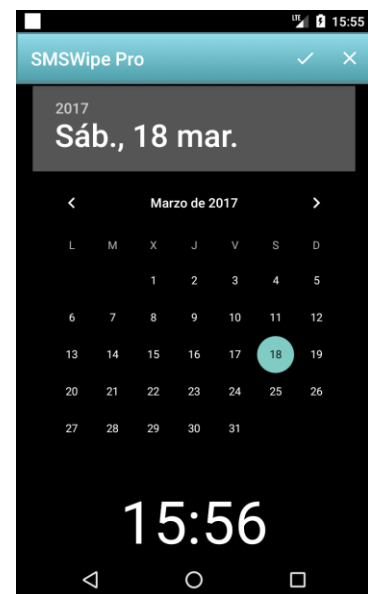 LTE 15:55
SMSWipe Pro
2017
Sáb., 18 mar.
Marzo de 2017
L M X J V S D
1 2 3 4 5
6 7 8 9 10 11 12
13 14 15 16 17 18 19
20 21 22 23 24 25 26
27 28 29 30 31
15:56